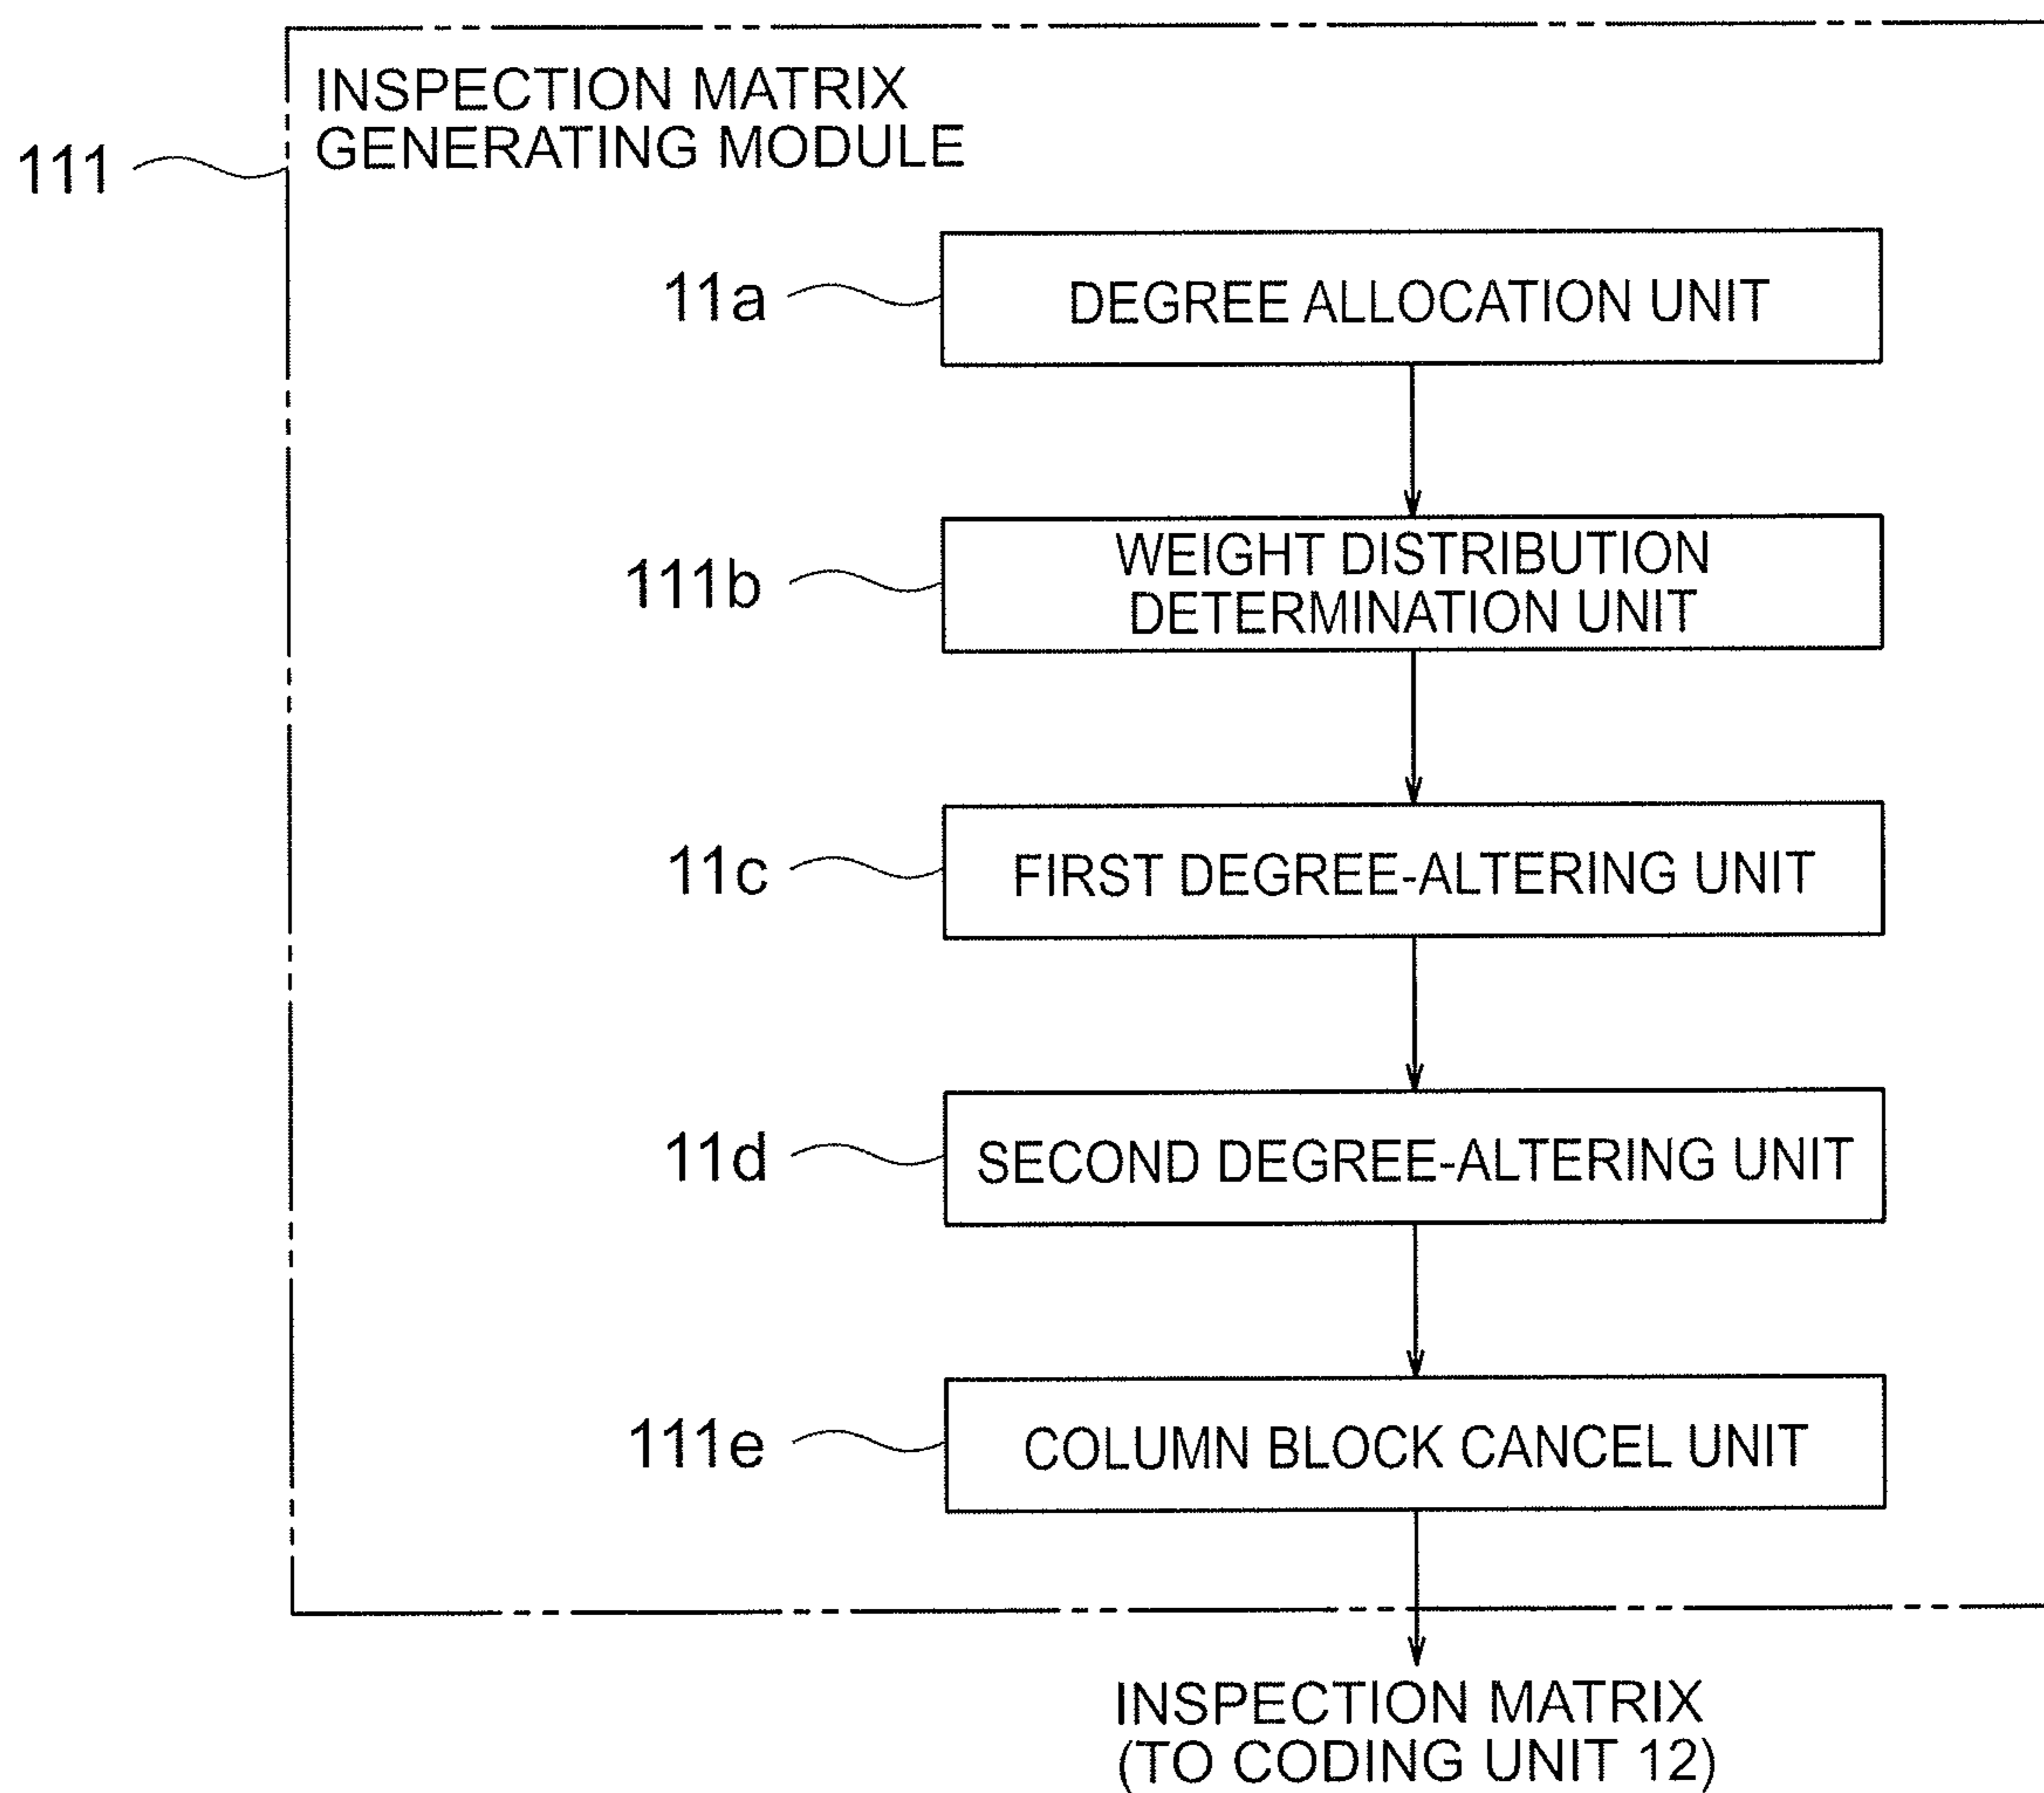 INSPECTION MATRIX
GENERATING MODULE
111
11a
DEGREE ALLOCATION UNIT
111b
WEIGHT DISTRIBUTION
DETERMINATION UNIT
11c
FIRST DEGREE-ALTERING UNIT
11d
SECOND DEGREE-ALTERING UNIT
111e
COLUMN BLOCK CANCEL UNIT
INSPECTION MATRIX
(TO CODING UNIT 12)